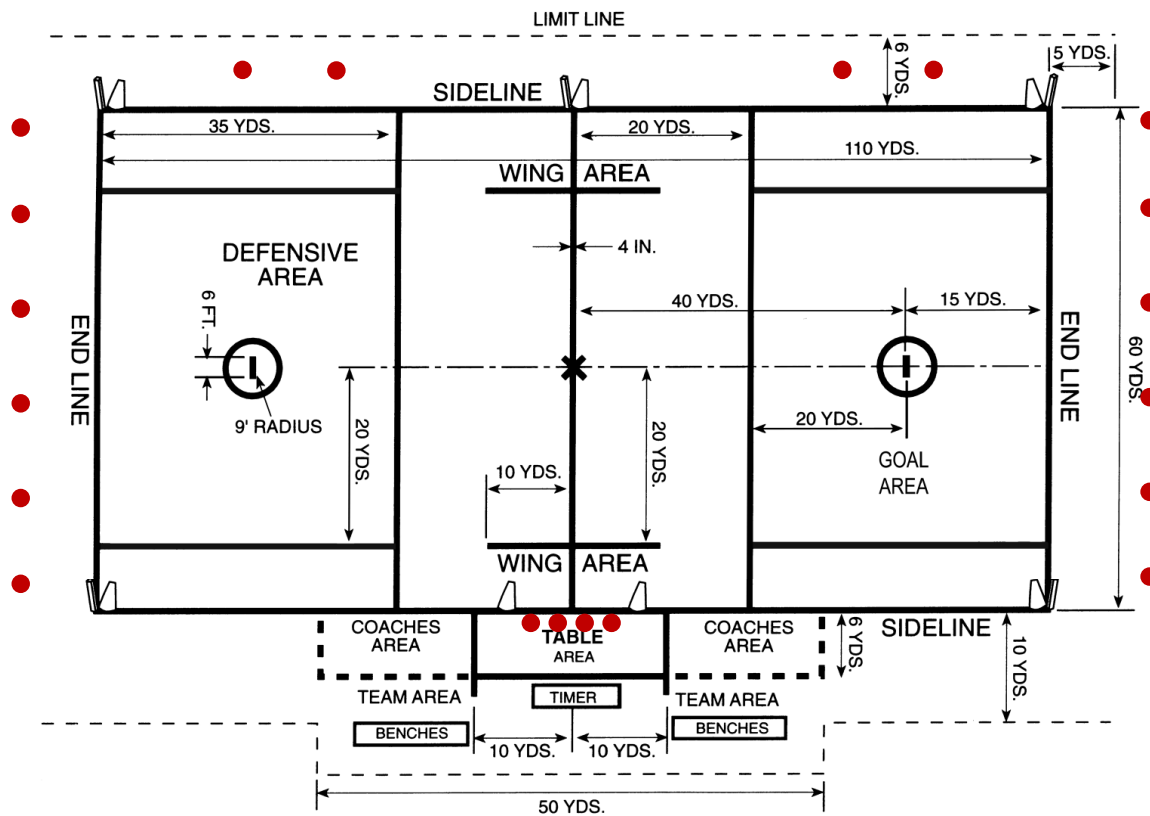 LIMIT LINE
6 YDS.
5 YDS.
SIDELINE
35 YDS.
20 YDS.
110 YDS.
WING AREA
4 IN.
DEFENSIVE
AREA
6 FT.
40 YDS.
15 YDS.
END LINE
END LINE
60 YDS.
9' RADIUS
20 YDS.
20 YDS.
20 YDS.
10 YDS.
GOAL
AREA
WING AREA
COACHES
AREA
TABLE
AREA
COACHES
AREA
6 YDS.
SIDELINE
10 YDS.
TEAM AREA
TIMER
TEAM AREA
BENCHES
BENCHES
10 YDS.
10 YDS.
50 YDS.